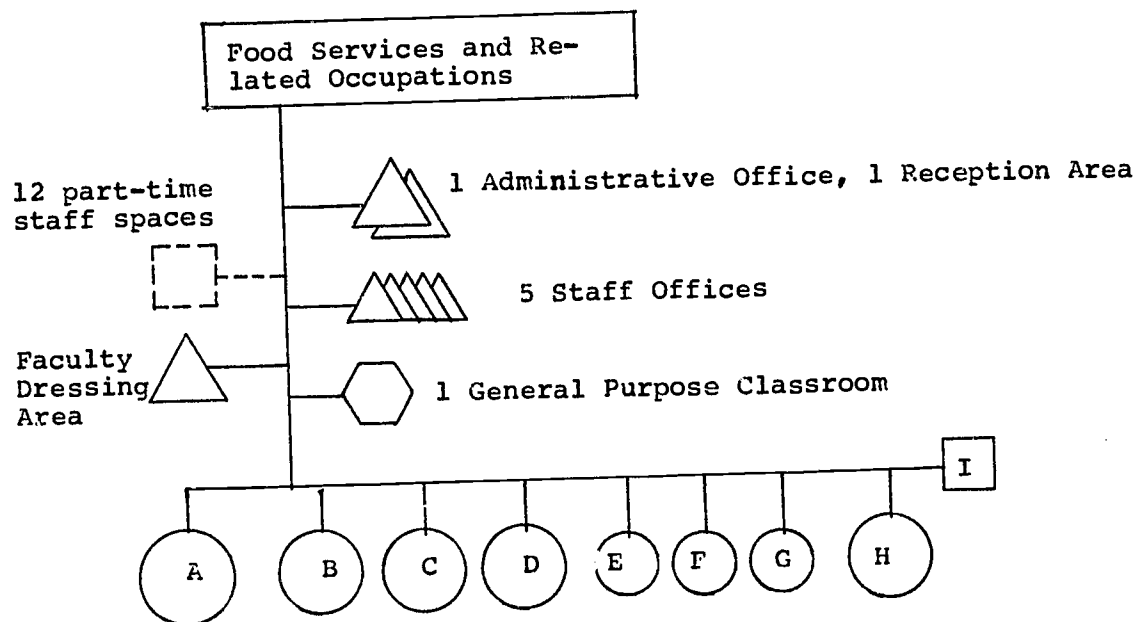 Food Services and Re-
lated Occupations
12 part-time
staff spaces
1 Administrative Office, 1 Reception Area
5 Staff Offices
Faculty
Dressing
Area
1 General Purpose Classroom
I
A B C D E F G H